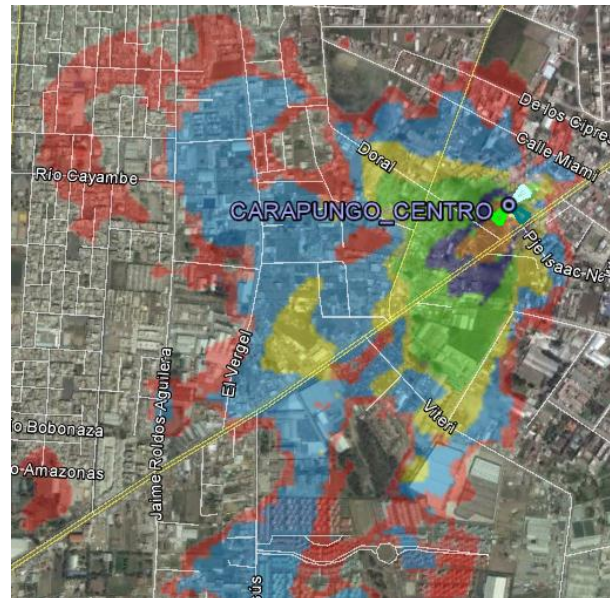 De los Cipres
Calle Miami
Doral
Río Cayambe
CARAPUNGO_CENTRO
Pje Isaac Ne
El Vergel
Jaime Roldos Aguilera
Viteri
o Bobonaza
o Amazonas
sús